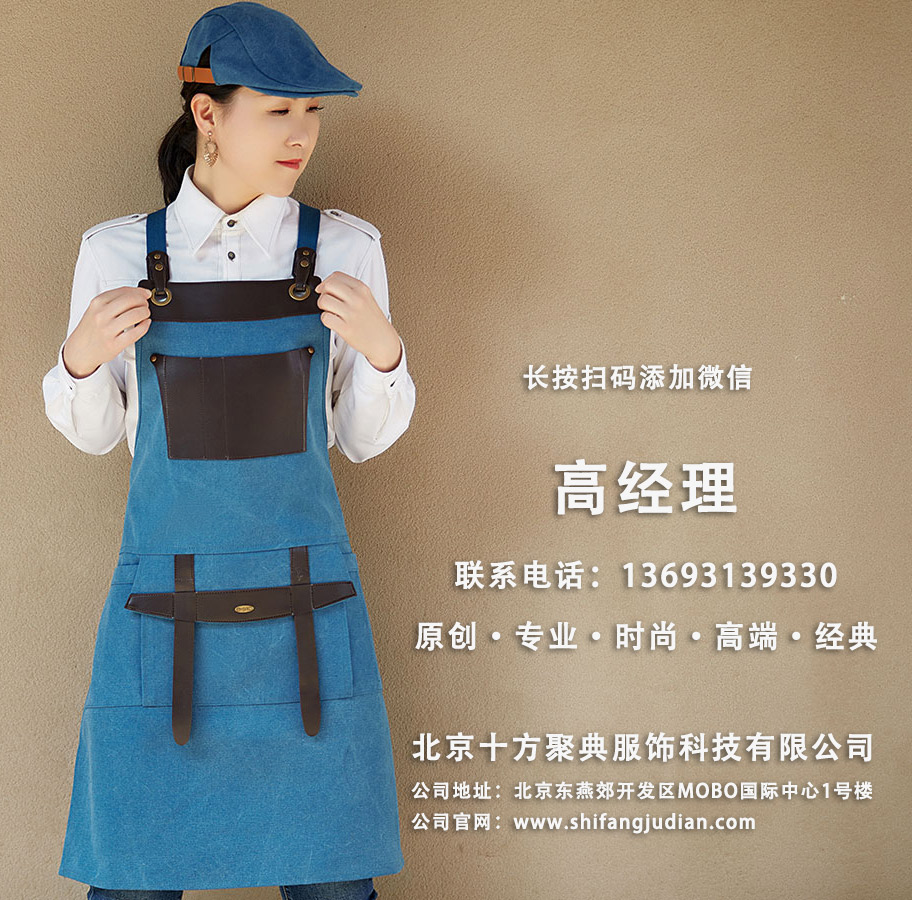 长按扫码添加微信
高经理
联系电话：13693139330
原创·专业·时尚·高端·经典
北京十方聚典服饰科技有限公司
公司地址：北京东燕郊开发区MOBO国际中心1号楼
公司官网：www.shifangjudian.com